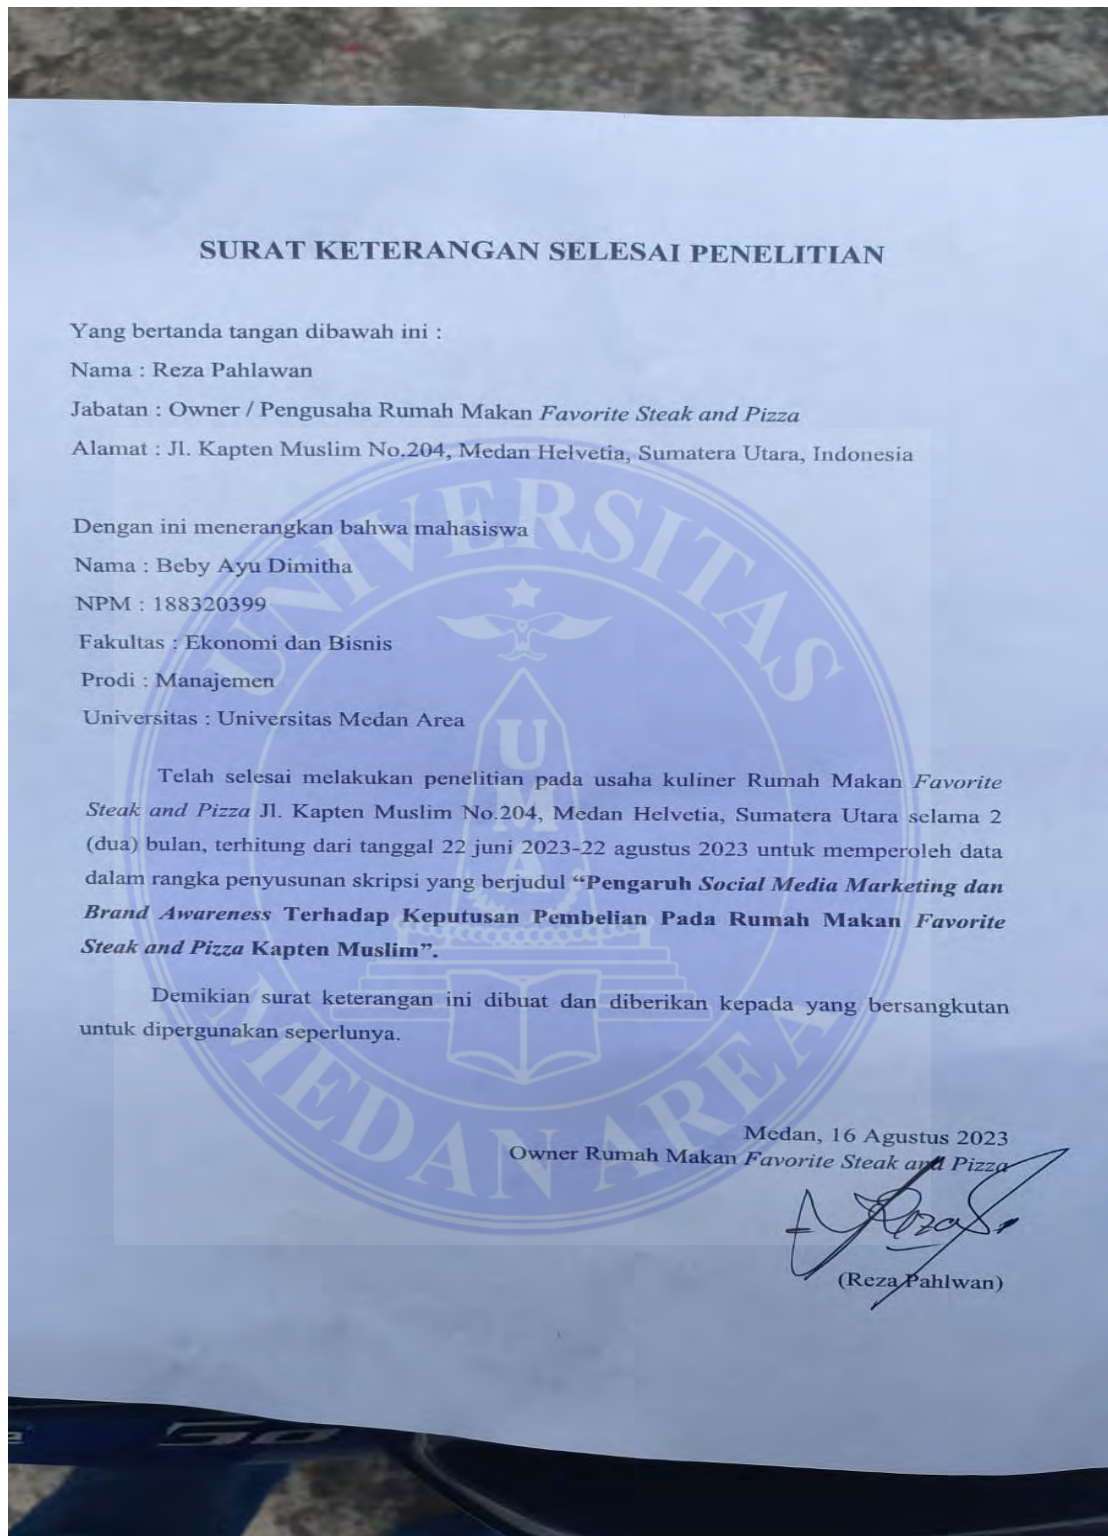 SURAT KETERANGAN SELESAI PENELITIAN
Yang bertanda tangan dibawah ini :
Nama : Reza Pahlawan
Jabatan : Owner / Pengusaha Rumah Makan Favorite Steak and Pizza
Alamat : Jl. Kapten Muslim No.204, Medan Helvetia, Sumatera Utara, Indonesia
Dengan ini menerangkan bahwa mahasiswa
Nama : Beby Ayu Dimitha
NPM : 188320399
Fakultas : Ekonomi dan Bisnis
Prodi : Manajemen
Universitas : Universitas Medan Area
Telah selesai melakukan penelitian pada usaha kuliner Rumah Makan Favorite
Steak and Pizza Jl. Kapten Muslim No.204, Medan Helvetia, Sumatera Utara selama 2
(dua) bulan, terhitung dari tanggal 22 juni 2023-22 agustus 2023 untuk memperoleh data
dalam rangka penyusunan skripsi yang berjudul “Pengaruh Social Media Marketing dan
Brand Awareness Terhadap Keputusan Pembelian Pada Rumah Makan Favorite
Steak and Pizza Kapten Muslim”.
Demikian surat keterangan ini dibuat dan diberikan kepada yang bersangkutan
untuk dipergunakan seperlunya.
Medan, 16 Agustus 2023
Owner Rumah Makan Favorite Steak and Pizza
(Reza Pahlwan)
UNIVERSITAS
UMA
MEDAN AREA